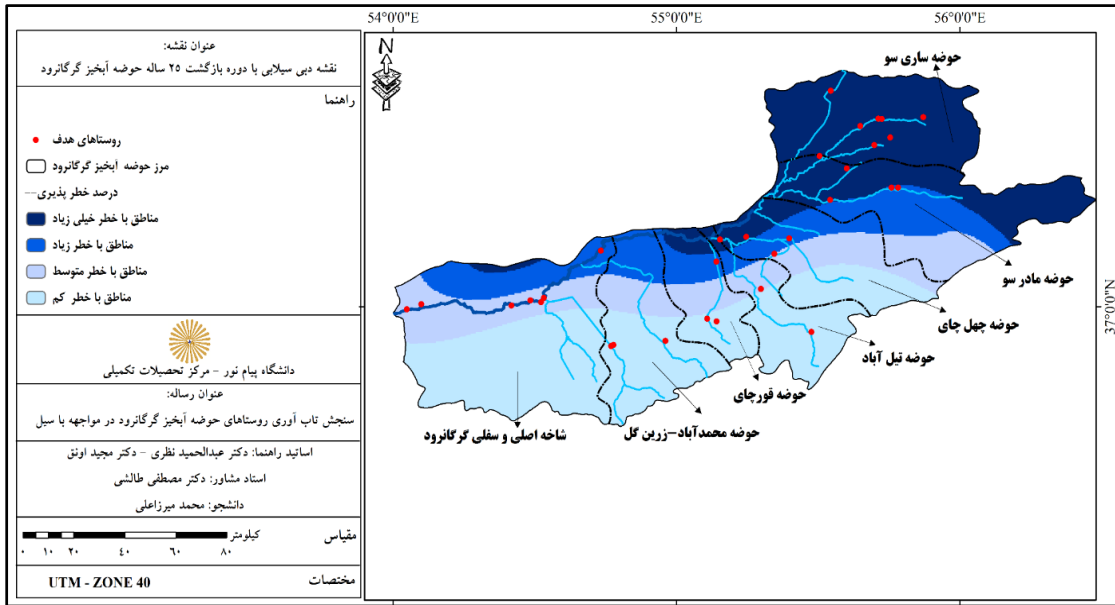 عنوان نقشه:
نقشه دبی سیلابی با دوره بازگشت ۲۵ ساله حوضه آبخیز گرگانرود
راهنما
روستاهای هدف
مرز حوضه آبخیز گرگانرود
درصد خطر پذیری---
مناطق با خطر خیلی زیاد
مناطق با خطر زیاد
مناطق با خطر متوسط
مناطق با خطر کم
دانشگاه پیام نور - مرکز تحصیلات تکمیلی
عنوان رساله:
سنجش تاب آوری روستاهای حوضه آبخیز گرگانرود در مواجهه با سیل
اساتید راهنما: دکتر عبدالحمید نظری - دکتر مجید اونق
استاد مشاور: دکتر مصطفی طالشی
دانشجو: محمد میرزاعلی
مقیاس
کیلومتر
۰ ۱۰ ۲۰ ۴۰ ۶۰ ۸۰
مختصات
UTM - ZONE 40
54°0'0"E
55°0'0"E
56°0'0"E
37°0'0"N
N
حوضه ساری سو
حوضه مادر سو
حوضه چهل چای
حوضه تیل آباد
حوضه قورچای
حوضه محمدآباد-زرین گل
شاخه اصلی و سفلی گرگانرود